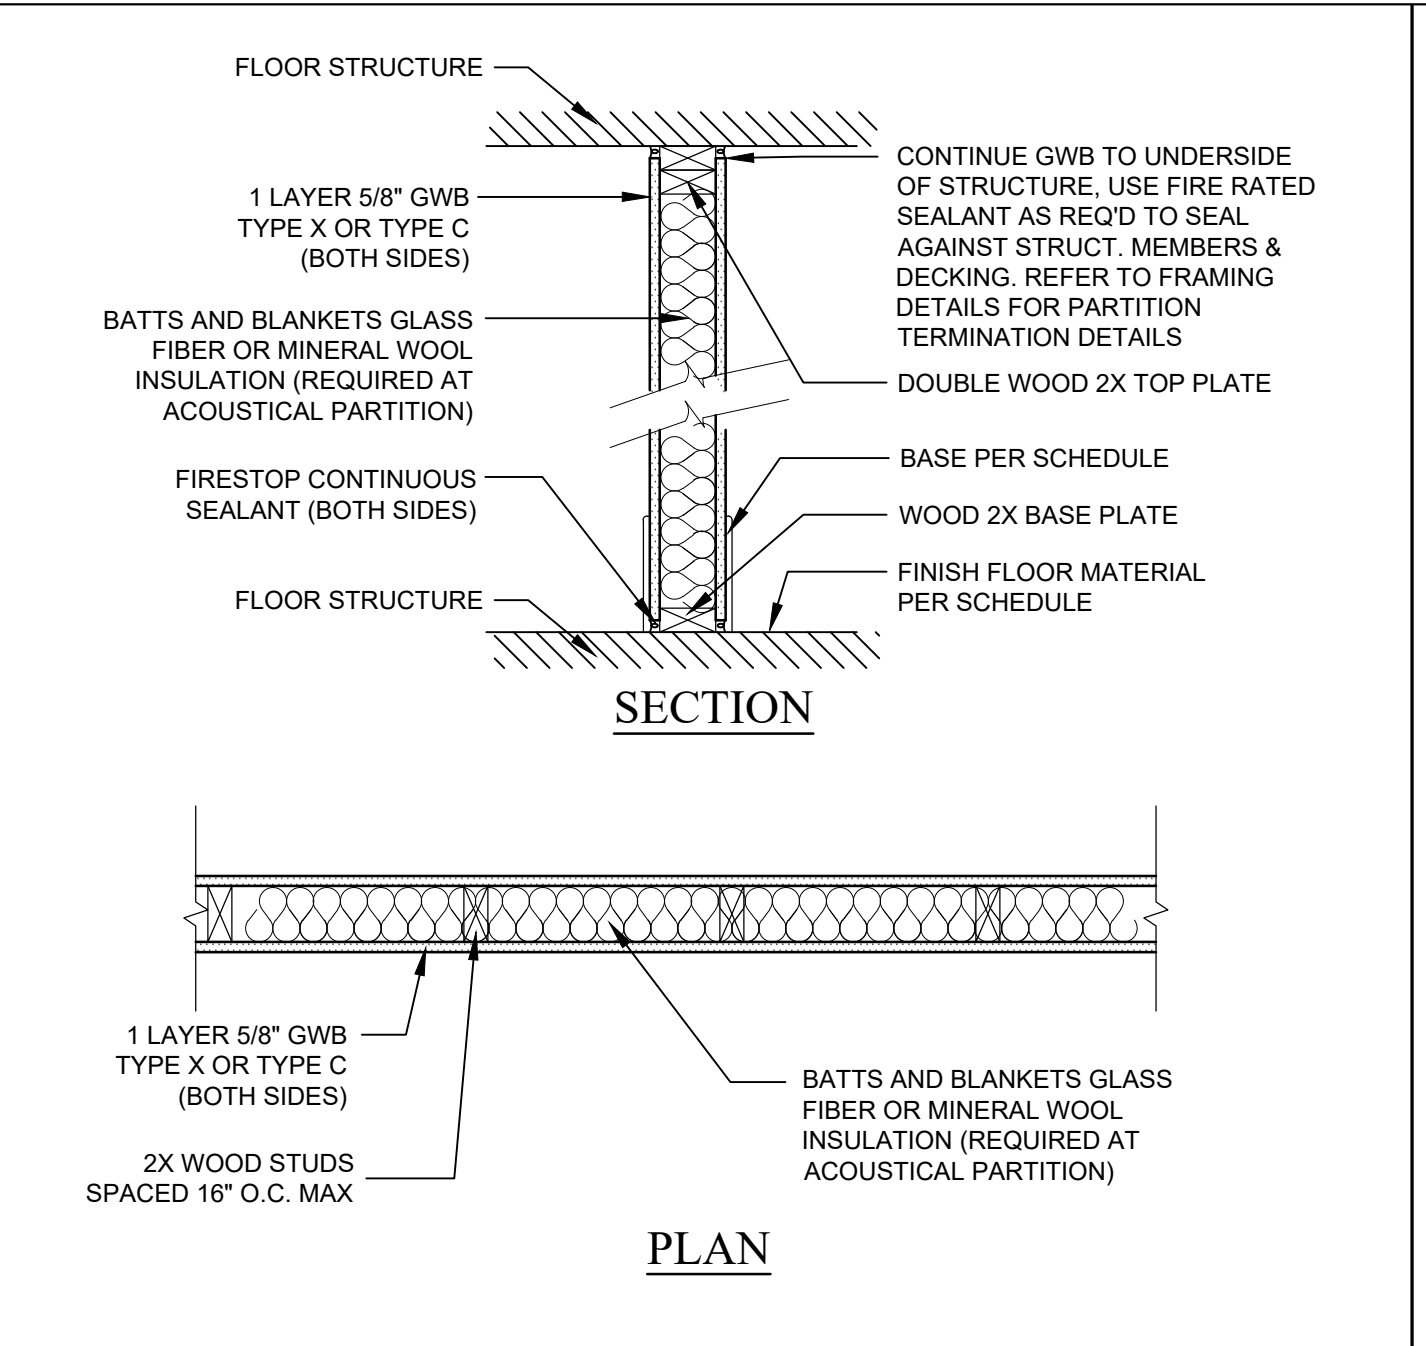 FLOOR STRUCTURE
1 LAYER 5/8" GWB
TYPE X OR TYPE C
(BOTH SIDES)
BATTS AND BLANKETS GLASS
FIBER OR MINERAL WOOL
INSULATION (REQUIRED AT
ACOUSTICAL PARTITION)
FIRESTOP CONTINUOUS
SEALANT (BOTH SIDES)
FLOOR STRUCTURE
CONTINUE GWB TO UNDERSIDE
OF STRUCTURE, USE FIRE RATED
SEALANT AS REQ'D TO SEAL
AGAINST STRUCT. MEMBERS &
DECKING. REFER TO FRAMING
DETAILS FOR PARTITION
TERMINATION DETAILS
DOUBLE WOOD 2X TOP PLATE
BASE PER SCHEDULE
WOOD 2X BASE PLATE
FINISH FLOOR MATERIAL
PER SCHEDULE
SECTION
1 LAYER 5/8" GWB
TYPE X OR TYPE C
(BOTH SIDES)
2X WOOD STUDS
SPACED 16" O.C. MAX
BATTS AND BLANKETS GLASS
FIBER OR MINERAL WOOL
INSULATION (REQUIRED AT
ACOUSTICAL PARTITION)
PLAN